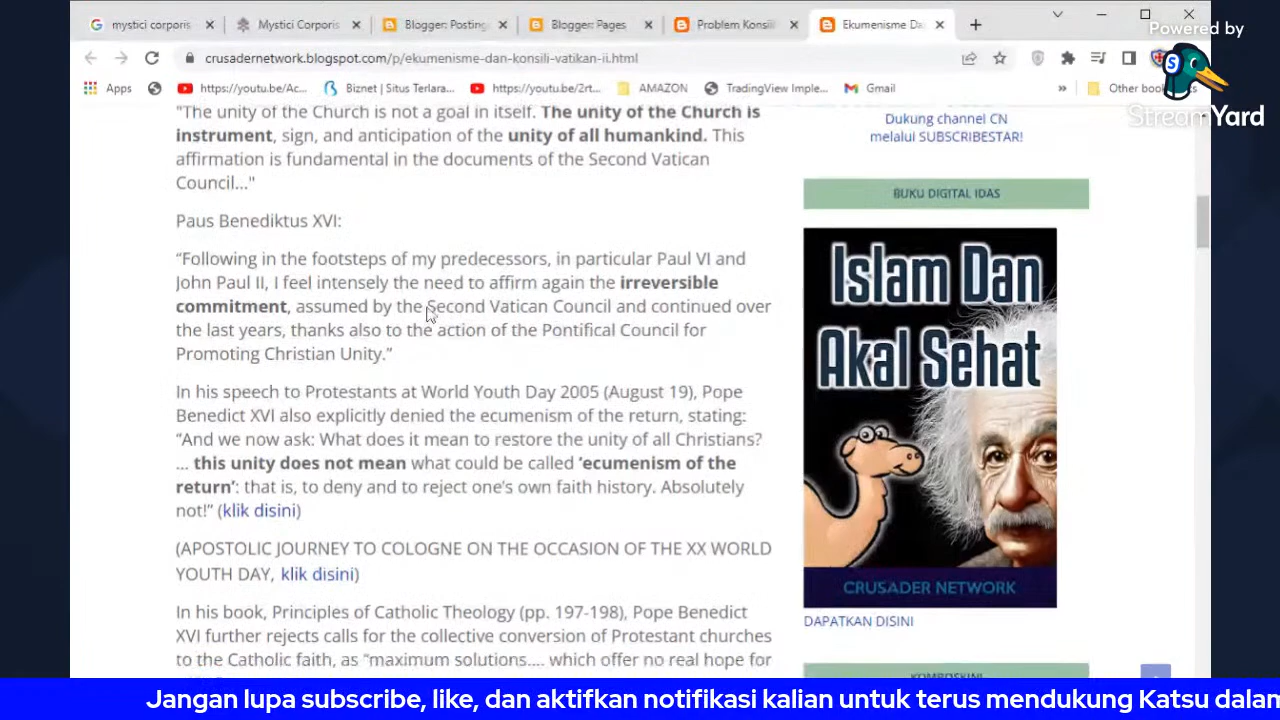 mystici corporis
Mystici Corporis
Blogger: Posting
Blogger: Pages
Problem Konsili
Ekumenisme Da
Powered by
StreamYard
crusadernetwork.blogspot.com/p/ekumenisme-dan-konsili-vatikan-ii.html
Apps
https://youtu.be/Ac...
Biznet | Situs Terlara...
https://youtu.be/2rt...
AMAZON
TradingView Imple...
Gmail
»
Other book
"The unity of the Church is not a goal in itself. The unity of the Church is
instrument, sign, and anticipation of the unity of all humankind. This
affirmation is fundamental in the documents of the Second Vatican
Council..."
Paus Benediktus XVI:
“Following in the footsteps of my predecessors, in particular Paul VI and
John Paul II, I feel intensely the need to affirm again the irreversible
commitment, assumed by the Second Vatican Council and continued over
the last years, thanks also to the action of the Pontifical Council for
Promoting Christian Unity.”
In his speech to Protestants at World Youth Day 2005 (August 19), Pope
Benedict XVI also explicitly denied the ecumenism of the return, stating:
“And we now ask: What does it mean to restore the unity of all Christians?
... this unity does not mean what could be called ‘ecumenism of the
return’: that is, to deny and to reject one’s own faith history. Absolutely
not!” (klik disini)
(APOSTOLIC JOURNEY TO COLOGNE ON THE OCCASION OF THE XX WORLD
YOUTH DAY, klik disini)
In his book, Principles of Catholic Theology (pp. 197-198), Pope Benedict
XVI further rejects calls for the collective conversion of Protestant churches
to the Catholic faith, as “maximum solutions.... which offer no real hope for
Dukung channel CN
melalui SUBSCRIBESTAR!
BUKU DIGITAL IDAS
Islam Dan
Akal Sehat
CRUSADER NETWORK
DAPATKAN DISINI
Jangan lupa subscribe, like, dan aktifkan notifikasi kalian untuk terus mendukung Katsu dalan